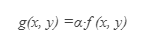 g(x, y) =α·f (x, y)